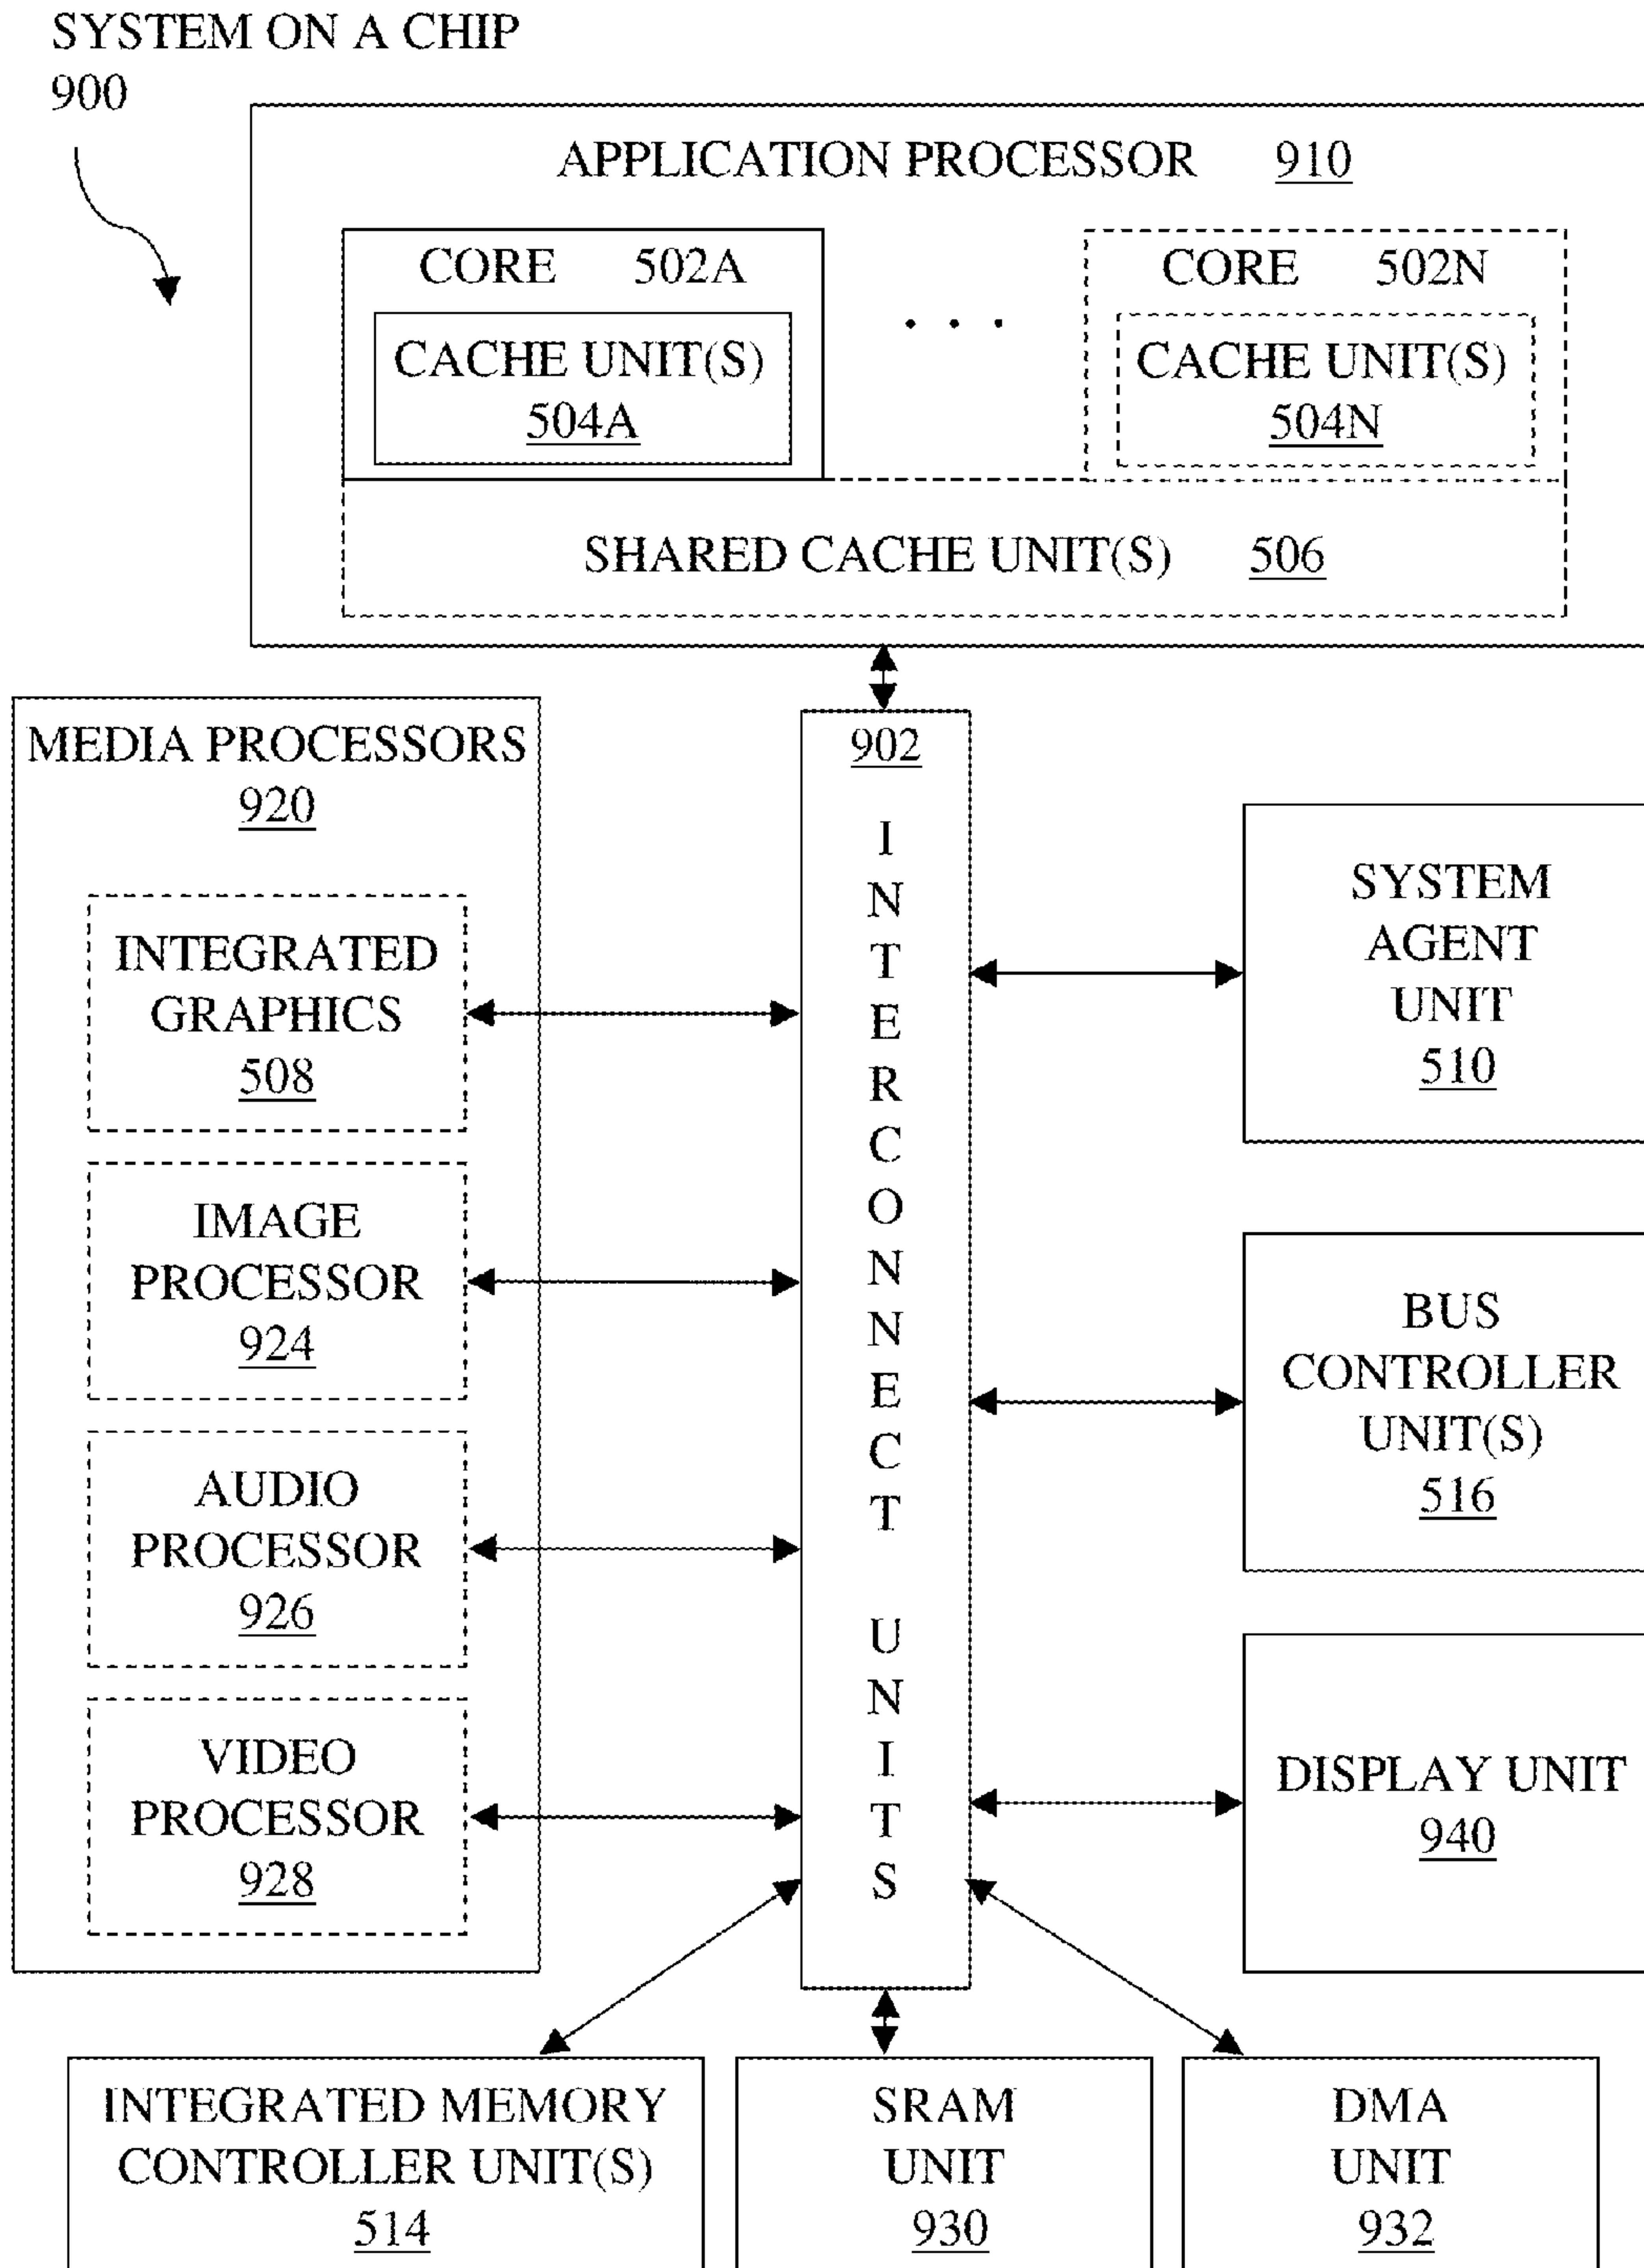 SYSTEM ON A CHIP
900
APPLICATION PROCESSOR 910
CORE 502A
CACHE UNIT(S)
504A
. . .
CORE 502N
CACHE UNIT(S)
504N
SHARED CACHE UNIT(S) 506
MEDIA PROCESSORS
920
INTEGRATED
GRAPHICS
508
IMAGE
PROCESSOR
924
AUDIO
PROCESSOR
926
VIDEO
PROCESSOR
928
902
INTERCONNECT UNITS
SYSTEM
AGENT
UNIT
510
BUS
CONTROLLER
UNIT(S)
516
DISPLAY UNIT
940
INTEGRATED MEMORY
CONTROLLER UNIT(S)
514
SRAM
UNIT
930
DMA
UNIT
932